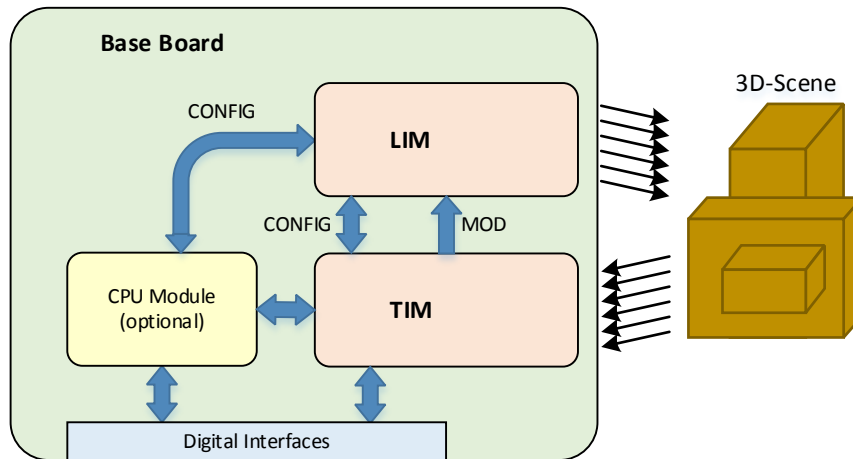 Base Board
3D-Scene
CONFIG
LIM
CONFIG
MOD
CPU Module
(optional)
TIM
Digital Interfaces